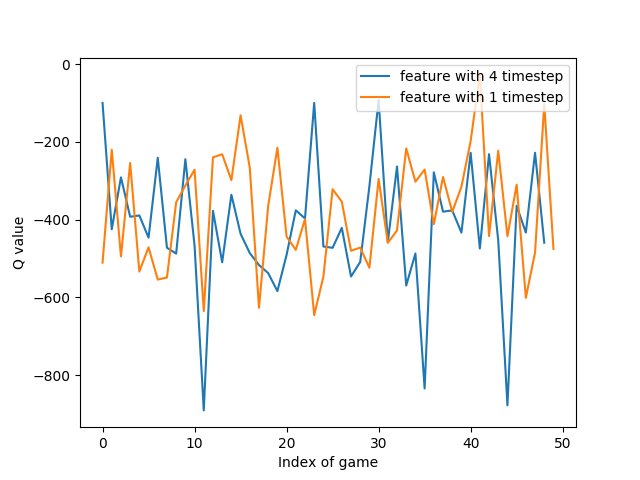 feature with 4 timestep
feature with 1 timestep
0
−200
−400
−600
−800
Q value
0 10 20 30 40 50
Index of game